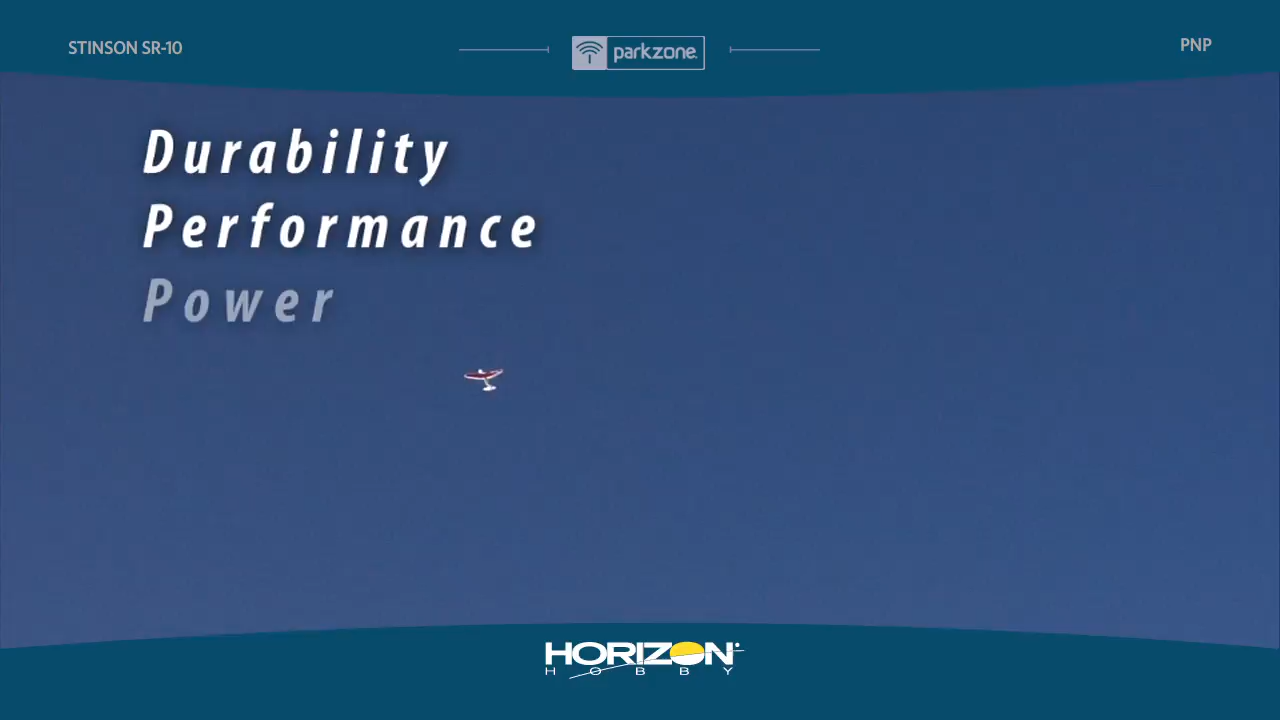 STINSON SR-10
parkzone
PNP
Durability
Performance
Power
HORIZON
HOBBY